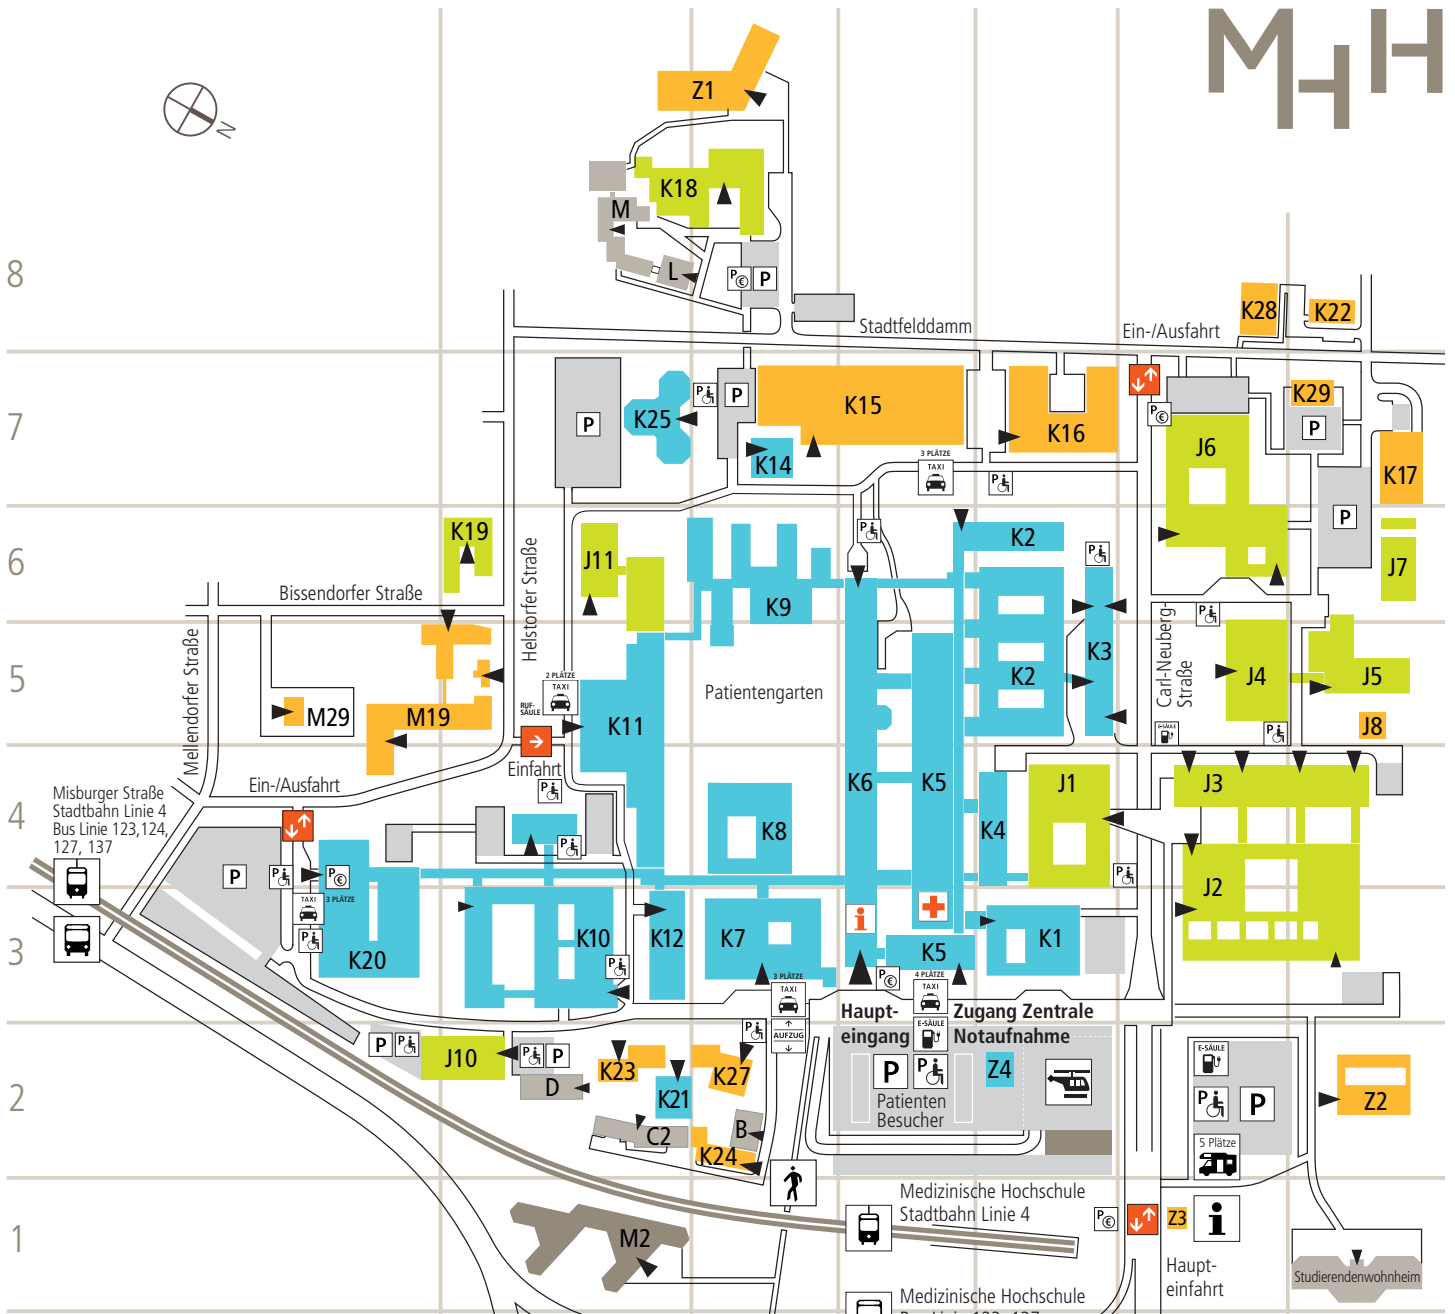 MHH
N
Z1
K18
M
L
P
€
P
8
Stadtfelddamm
Ein-/Ausfahrt
K28
K22
7
P
K25
P
P
K15
K14
K16
3 PLÄTZE
TAXI
P
P
€
J6
K29
P
K17
P
6
K19
J11
K9
P
K2
P
J7
Bissendorfer Straße
Helstorfer Straße
Mellendorfer Straße
5
M29
M19
2 PLÄTZE
TAXI
RUF-
SÄULE
Einfahrt
P
K11
Patientengarten
K2
K3
Carl-Neuberg-
Straße
P
J4
J5
J8
E-SÄULE
P
Ein-/Ausfahrt
Misburger Straße
Stadtbahn Linie 4
Bus Linie 123,124,
127, 137
4
P
P
P
€
P
K8
K6
K5
K4
J1
P
J3
J2
3 PLÄTZE
TAXI
P
3
K20
K10
P
K12
K7
i
K5
K1
3 PLÄTZE
TAXI
AUFZUG
P
€
4 PLÄTZE
TAXI
Haupt-
eingang
Zugang Zentrale
Notaufnahme
E-SÄULE
P
P
Patienten
Besucher
Z4
2
P
P
J10
P
P
D
K23
K21
K27
P
C2
B
K24
E-SÄULE
P
P
5 Plätze
Z2
1
M2
Medizinische Hochschule
Stadtbahn Linie 4
P
€
Z3
i
Haupt-
einfahrt
Studierendenwohnheim
Medizinische Hochschule